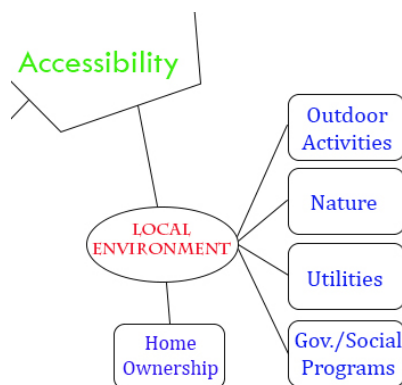 Accessibility
Outdoor
Activities
LOCAL
ENVIRONMENT
Nature
Utilities
Home
Ownership
Gov./Social
Programs